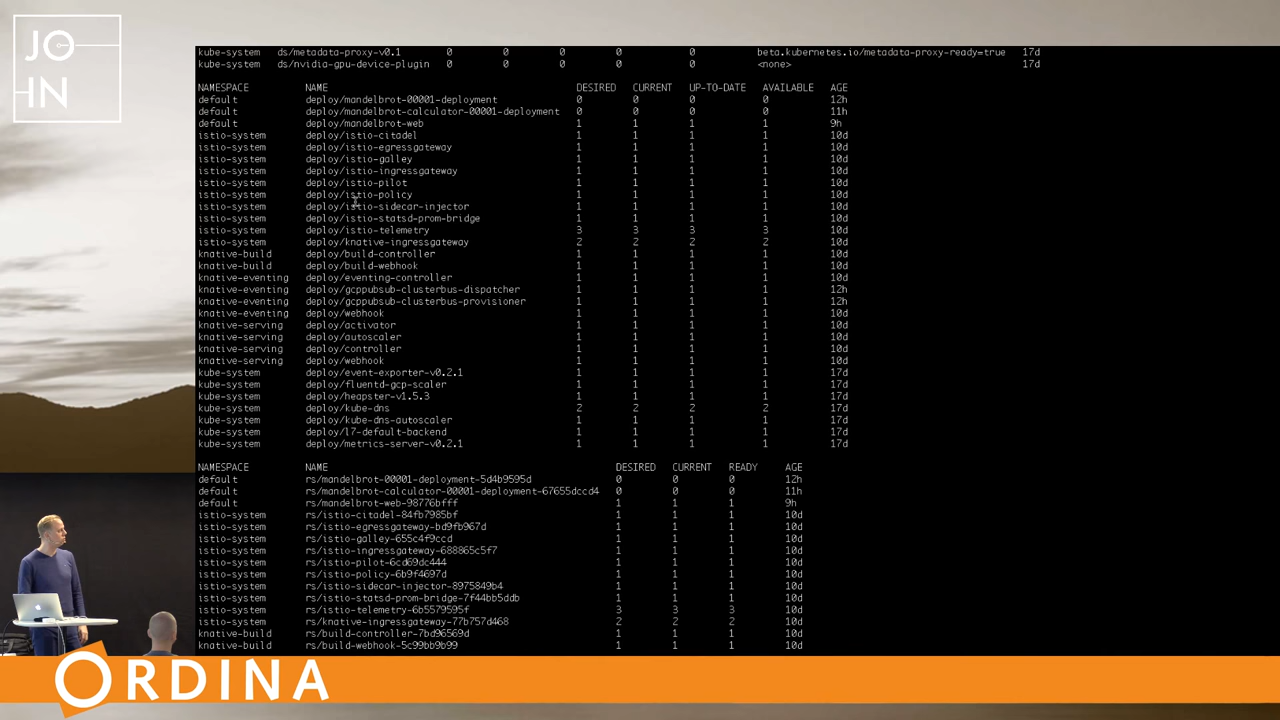 JO
IN
kube-system ds/metadata-proxy-v0.1 0 0 0 0 0 beta.kubernetes.io/metadata-proxy-ready=true 17d
kube-system ds/nvidia-gpu-device-plugin 0 0 0 0 0 <none> 17d
NAMESPACE NAME DESIRED CURRENT UP-TO-DATE AVAILABLE AGE
default deploy/mandelbrot-00001-deployment 0 0 0 0 12h
default deploy/mandelbrot-calculator-00001-deployment 0 0 0 0 11h
default deploy/mandelbrot-web 1 1 1 1 9h
istio-system deploy/istio-citadel 1 1 1 1 10d
istio-system deploy/istio-egressgateway 1 1 1 1 10d
istio-system deploy/istio-galley 1 1 1 1 10d
istio-system deploy/istio-ingressgateway 1 1 1 1 10d
istio-system deploy/istio-pilot 1 1 1 1 10d
istio-system deploy/istio-policy 1 1 1 1 10d
istio-system deploy/istio-sidecar-injector 1 1 1 1 10d
istio-system deploy/istio-statsd-prom-bridge 1 1 1 1 10d
istio-system deploy/istio-telemetry 3 3 3 3 10d
istio-system deploy/knative-ingressgateway 2 2 2 2 10d
knative-build deploy/build-controller 1 1 1 1 10d
knative-build deploy/build-webhook 1 1 1 1 10d
knative-eventing deploy/eventing-controller 1 1 1 1 10d
knative-eventing deploy/gcppubsub-clusterbus-dispatcher 1 1 1 1 12h
knative-eventing deploy/gcppubsub-clusterbus-provisioner 1 1 1 1 12h
knative-eventing deploy/webhook 1 1 1 1 10d
knative-serving deploy/activator 1 1 1 1 10d
knative-serving deploy/autoscaler 1 1 1 1 10d
knative-serving deploy/controller 1 1 1 1 10d
knative-serving deploy/webhook 1 1 1 1 10d
kube-system deploy/event-exporter-v0.2.1 1 1 1 1 17d
kube-system deploy/fluentd-gcp-scaler 1 1 1 1 17d
kube-system deploy/heapster-v1.5.3 1 1 1 1 17d
kube-system deploy/kube-dns 2 2 2 2 17d
kube-system deploy/kube-dns-autoscaler 1 1 1 1 17d
kube-system deploy/l7-default-backend 1 1 1 1 17d
kube-system deploy/metrics-server-v0.2.1 1 1 1 1 17d
NAMESPACE NAME DESIRED CURRENT READY AGE
default rs/mandelbrot-00001-deployment-5d4b9595d 0 0 0 12h
default rs/mandelbrot-calculator-00001-deployment-67655dccd4 0 0 0 11h
default rs/mandelbrot-web-98776bfff 1 1 1 9h
istio-system rs/istio-citadel-84fb7985bf 1 1 1 10d
istio-system rs/istio-egressgateway-bd9fb967d 1 1 1 10d
istio-system rs/istio-galley-655c4f9ccd 1 1 1 10d
istio-system rs/istio-ingressgateway-688865c5f7 1 1 1 10d
istio-system rs/istio-pilot-6cd69dc444 1 1 1 10d
istio-system rs/istio-policy-6b9f4697d 1 1 1 10d
istio-system rs/istio-sidecar-injector-8975849b4 1 1 1 10d
istio-system rs/istio-statsd-prom-bridge-7f44bb5ddb 1 1 1 10d
istio-system rs/istio-telemetry-6b5579595f 3 3 3 10d
istio-system rs/knative-ingressgateway-77b757d468 2 2 2 10d
knative-build rs/build-controller-7bd96569d 1 1 1 10d
knative-build rs/build-webhook-5c99bb9b99 1 1 1 10d
ORDINA